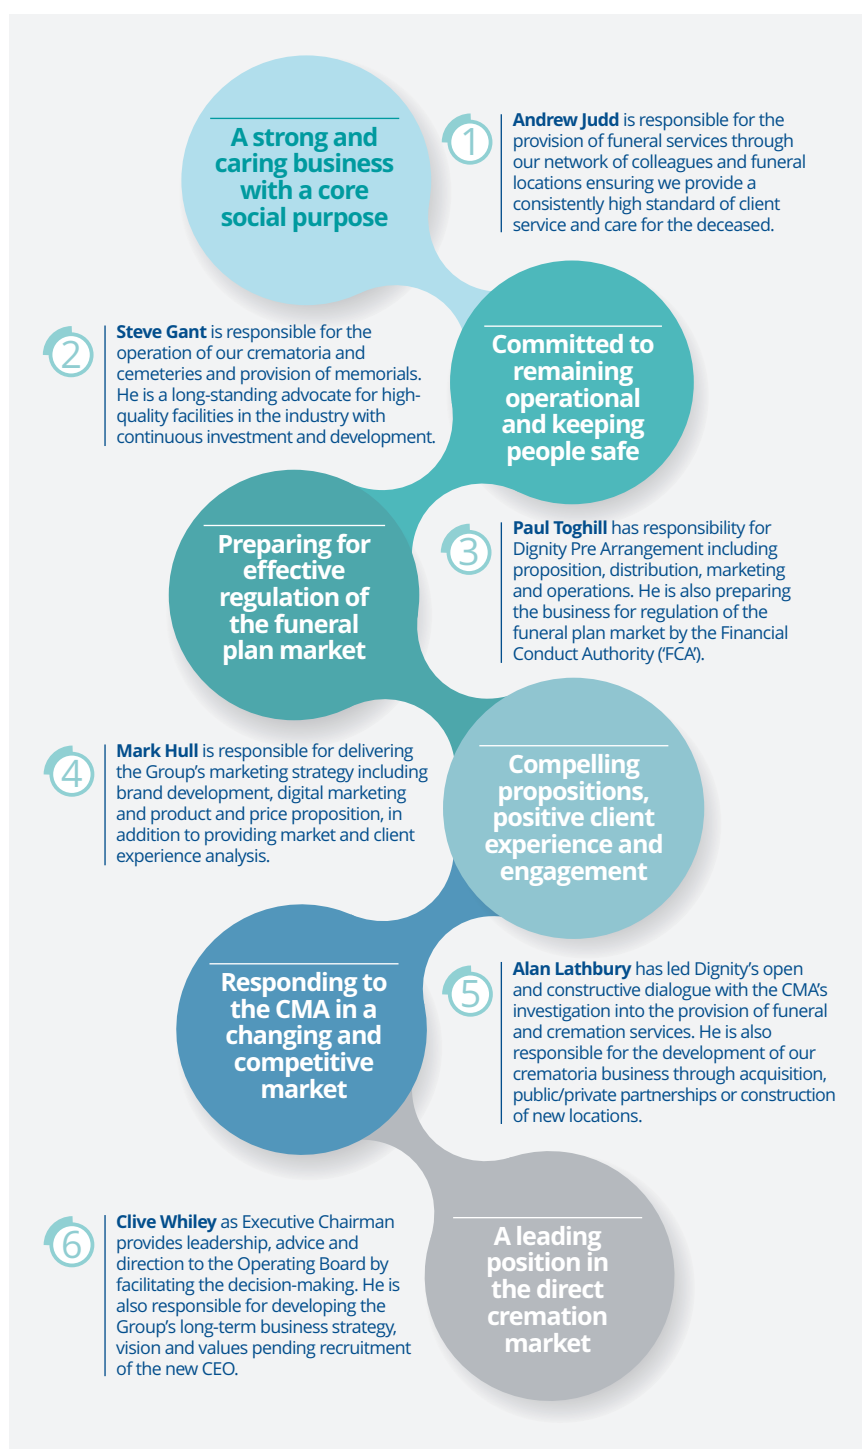 A strong and
caring business
with a core
social purpose
1
Andrew Judd is responsible for the
provision of funeral services through
our network of colleagues and funeral
locations ensuring we provide a
consistently high standard of client
service and care for the deceased.
2
Steve Gant is responsible for the
operation of our crematoria and
cemeteries and provision of memorials.
He is a long-standing advocate for high-
quality facilities in the industry with
continuous investment and development.
Committed to
remaining
operational
and keeping
people safe
Preparing for
effective
regulation of
the funeral
plan market
3
Paul Toghill has responsibility for
Dignity Pre Arrangement including
proposition, distribution, marketing
and operations. He is also preparing
the business for regulation of the
funeral plan market by the Financial
Conduct Authority (‘FCA’).
4
Mark Hull is responsible for delivering
the Group’s marketing strategy including
brand development, digital marketing
and product and price proposition, in
addition to providing market and client
experience analysis.
Compelling
propositions,
positive client
experience and
engagement
Responding to
the CMA in a
changing and
competitive
market
5
Alan Lathbury has led Dignity’s open
and constructive dialogue with the CMA’s
investigation into the provision of funeral
and cremation services. He is also
responsible for the development of our
crematoria business through acquisition,
public/private partnerships or construction
of new locations.
6
Clive Whiley as Executive Chairman
provides leadership, advice and
direction to the Operating Board by
facilitating the decision-making. He is
also responsible for developing the
Group’s long-term business strategy,
vision and values pending recruitment
of the new CEO.
A leading
position in
the direct
cremation
market